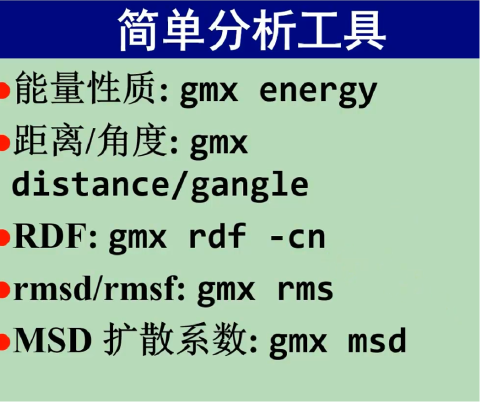 简单分析工具
能量性质: gmx energy
距离/角度: gmx
distance/gangle
RDF: gmx rdf -cn
rmsd/rmsf: gmx rms
MSD 扩散系数: gmx msd